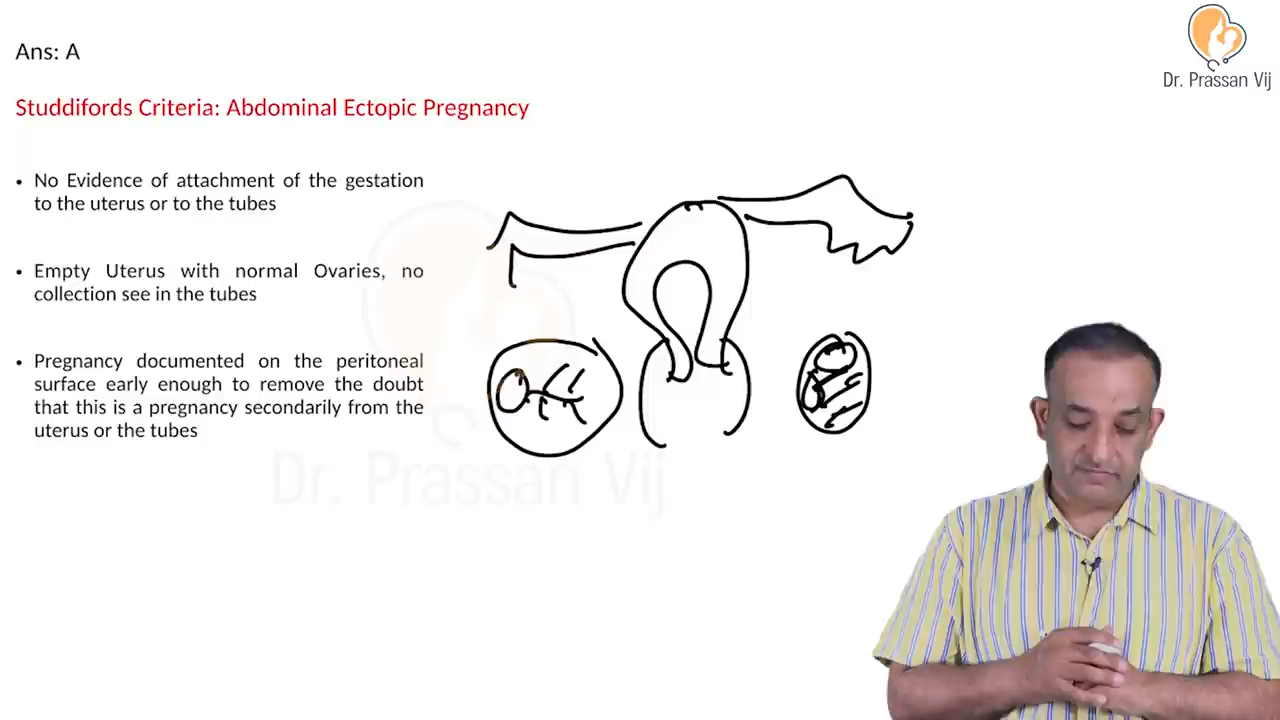 Ans: A
Dr. Prassan Vij
Studdifords Criteria: Abdominal Ectopic Pregnancy
• No Evidence of attachment of the gestation
to the uterus or to the tubes
• Empty Uterus with normal Ovaries, no
collection see in the tubes
• Pregnancy documented on the peritoneal
surface early enough to remove the doubt
that this is a pregnancy secondarily from the
uterus or the tubes
Dr. Prassan Vij